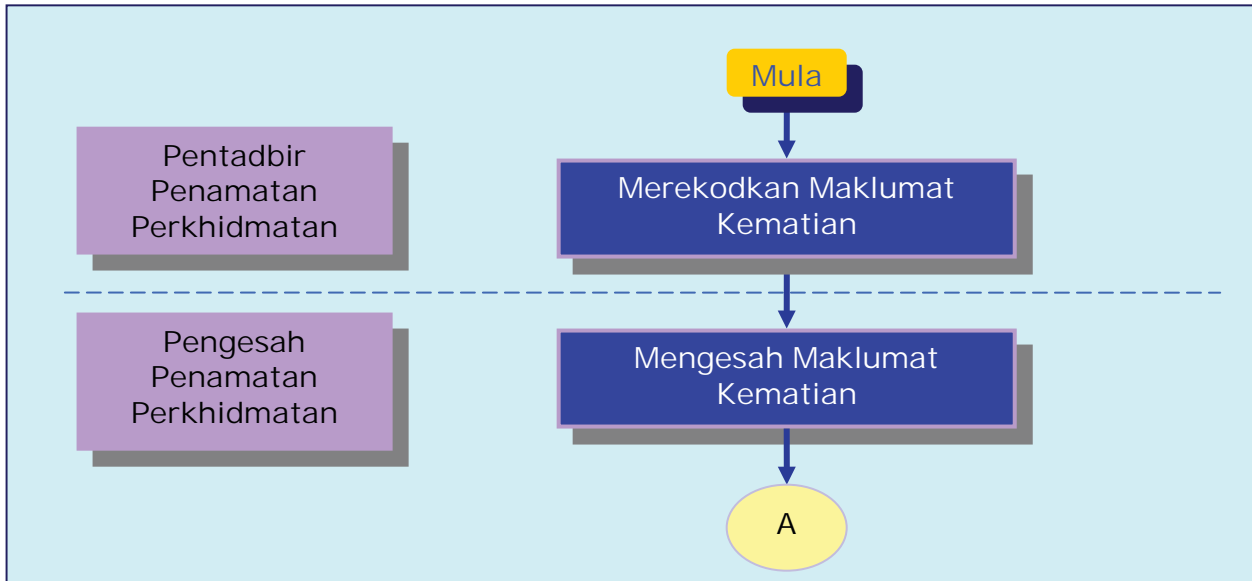 Mula
Pentadbir
Penamatan
Perkhidmatan
Merekodkan Maklumat
Kematian
Pengesah
Penamatan
Perkhidmatan
Mengesah Maklumat
Kematian
A